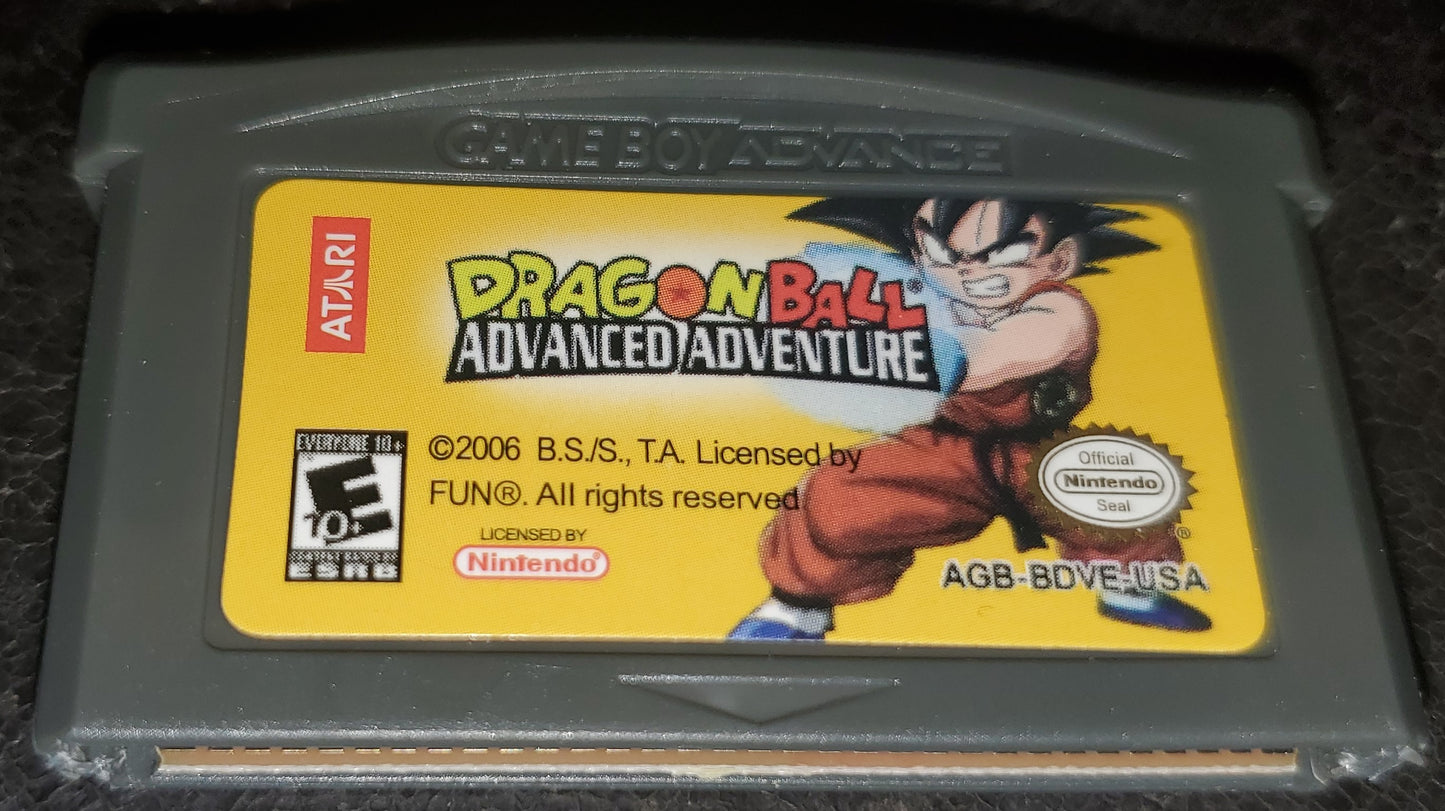 GAME BOY ADVANCE
ATARI
DRAGON BALL®
ADVANCED ADVENTURE
EVERYONE 10+
E
10+
ESRB
©2006 B.S./S., T.A. Licensed by
FUN®. All rights reserved
LICENSED BY
Nintendo®
Official
Nintendo
Seal
®
AGB-BDVE-USA